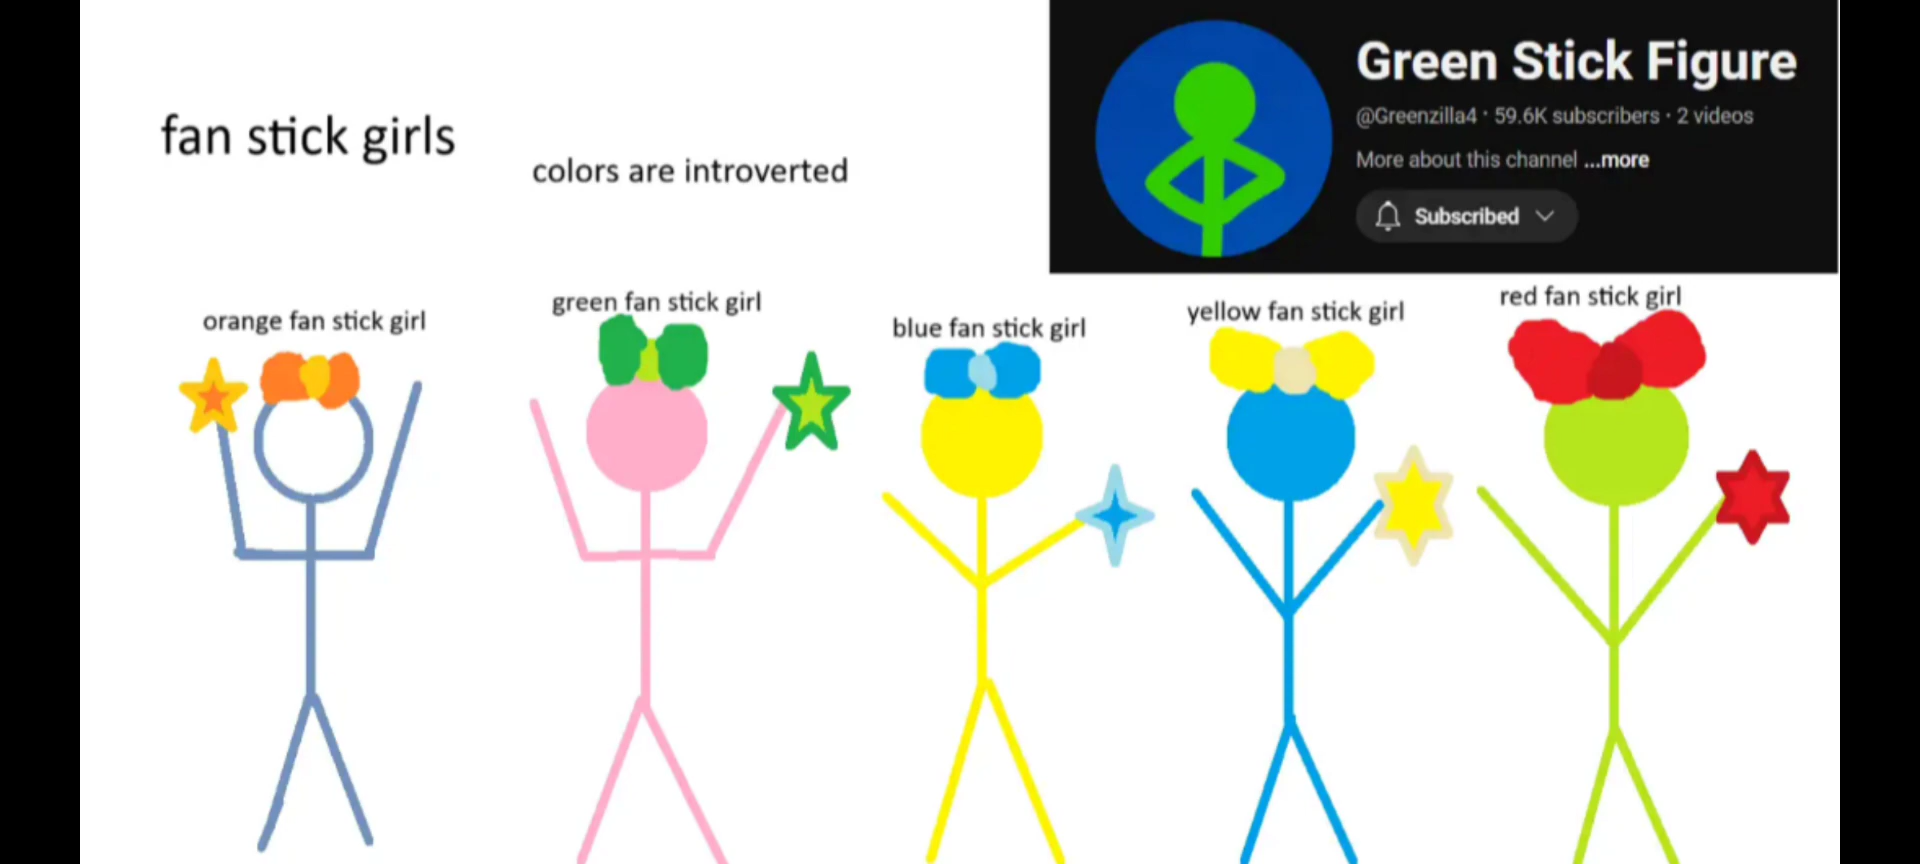 fan stick girls
colors are introverted
Green Stick Figure
@Greenzilla4 · 59.6K subscribers · 2 videos
More about this channel ...more
Subscribed
orange fan stick girl
green fan stick girl
blue fan stick girl
yellow fan stick girl
red fan stick girl